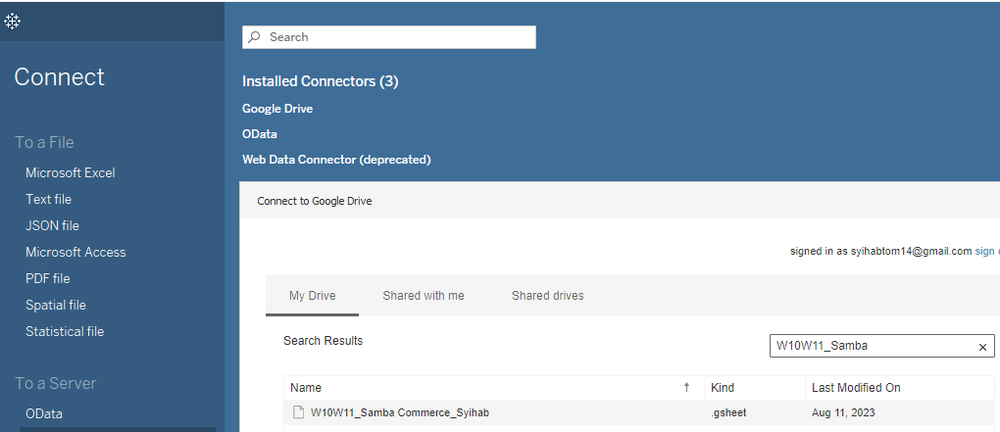 Connect
To a File
Microsoft Excel
Text file
JSON file
Microsoft Access
PDF file
Spatial file
Statistical file
To a Server
OData
Search
Installed Connectors (3)
Google Drive
OData
Web Data Connector (deprecated)
Connect to Google Drive
signed in as syihabtom14@gmail.com sign
My Drive Shared with me Shared drives
Search Results
W10W11_Samba ×
Name ↑ Kind Last Modified On
W10W11_Samba Commerce_Syihab .gsheet Aug 11, 2023